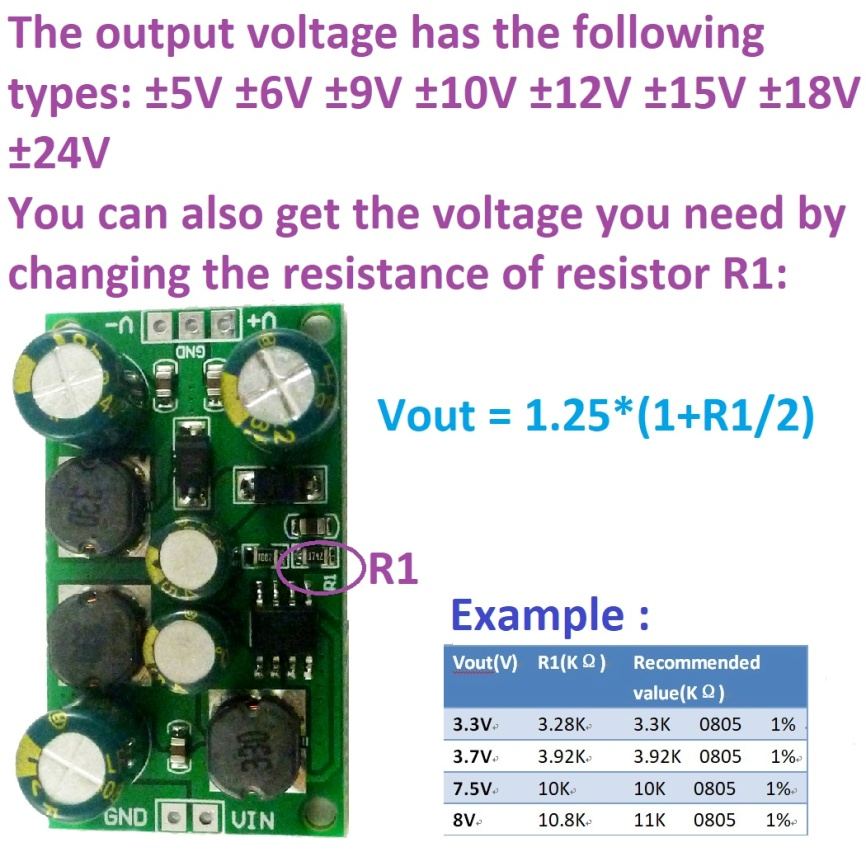 The output voltage has the following
types: ±5V ±6V ±9V ±10V ±12V ±15V ±18V
±24V
You can also get the voltage you need by
changing the resistance of resistor R1:
V- V+
GND
Vout = 1.25*(1+R1/2)
330
R1
R1
Example :
Vout(V) R1(KΩ) Recommended
value(KΩ)
3.3V 3.28K 3.3K 0805 1%
3.7V 3.92K 3.92K 0805 1%
7.5V 10K 10K 0805 1%
8V 10.8K 11K 0805 1%
330
GND VIN